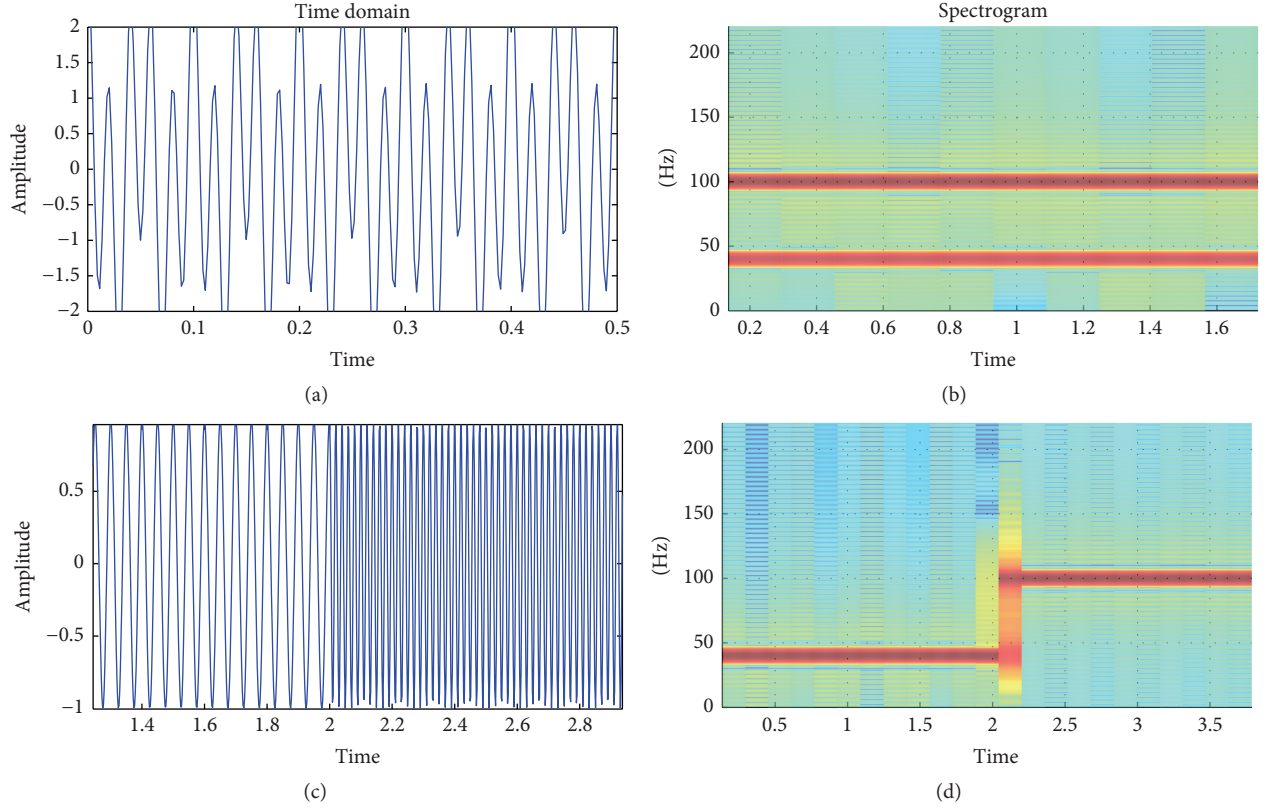 Time domain
Amplitude
2
1.5
1
0.5
0
−0.5
−1
−1.5
−2
0 0.1 0.2 0.3 0.4 0.5
Time
(a)
Spectrogram
(Hz)
200
150
100
50
0
0.2 0.4 0.6 0.8 1 1.2 1.4 1.6
Time
(b)
Amplitude
0.5
0
−0.5
−1
1.4 1.6 1.8 2 2.2 2.4 2.6 2.8
Time
(c)
(Hz)
200
150
100
50
0
0.5 1 1.5 2 2.5 3 3.5
Time
(d)